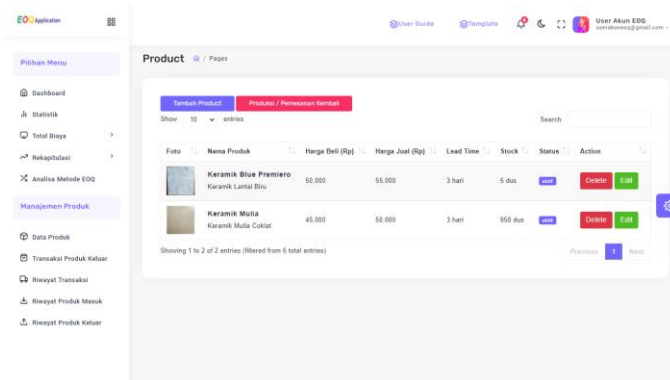 EOQ Application
User Guide
Template
User Akun EOQ
userakuneoq@gmail.com
Pilihan Menu
Dashboard
Statistik
Total Biaya
Rekapitulasi
Analisa Metode EOQ
Manajemen Produk
Data Produk
Transaksi Produk Keluar
Riwayat Transaksi
Riwayat Produk Masuk
Riwayat Produk Keluar
Product / Pages
Tambah Product Produksi / Pemesanan Kembali
Show 10 entries Search
Foto Nama Produk Harga Beli (Rp) Harga Jual (Rp) Lead Time Stock Status Action
Keramik Blue Premiero
Keramik Lantai Biru
50.000 55.000 3 hari 5 dus aktif Delete Edit
Keramik Mulia
Keramik Mulia Coklat
45.000 50.000 3 hari 950 dus aktif Delete Edit
Showing 1 to 2 of 2 entries (filtered from 6 total entries)
Previous 1 Next